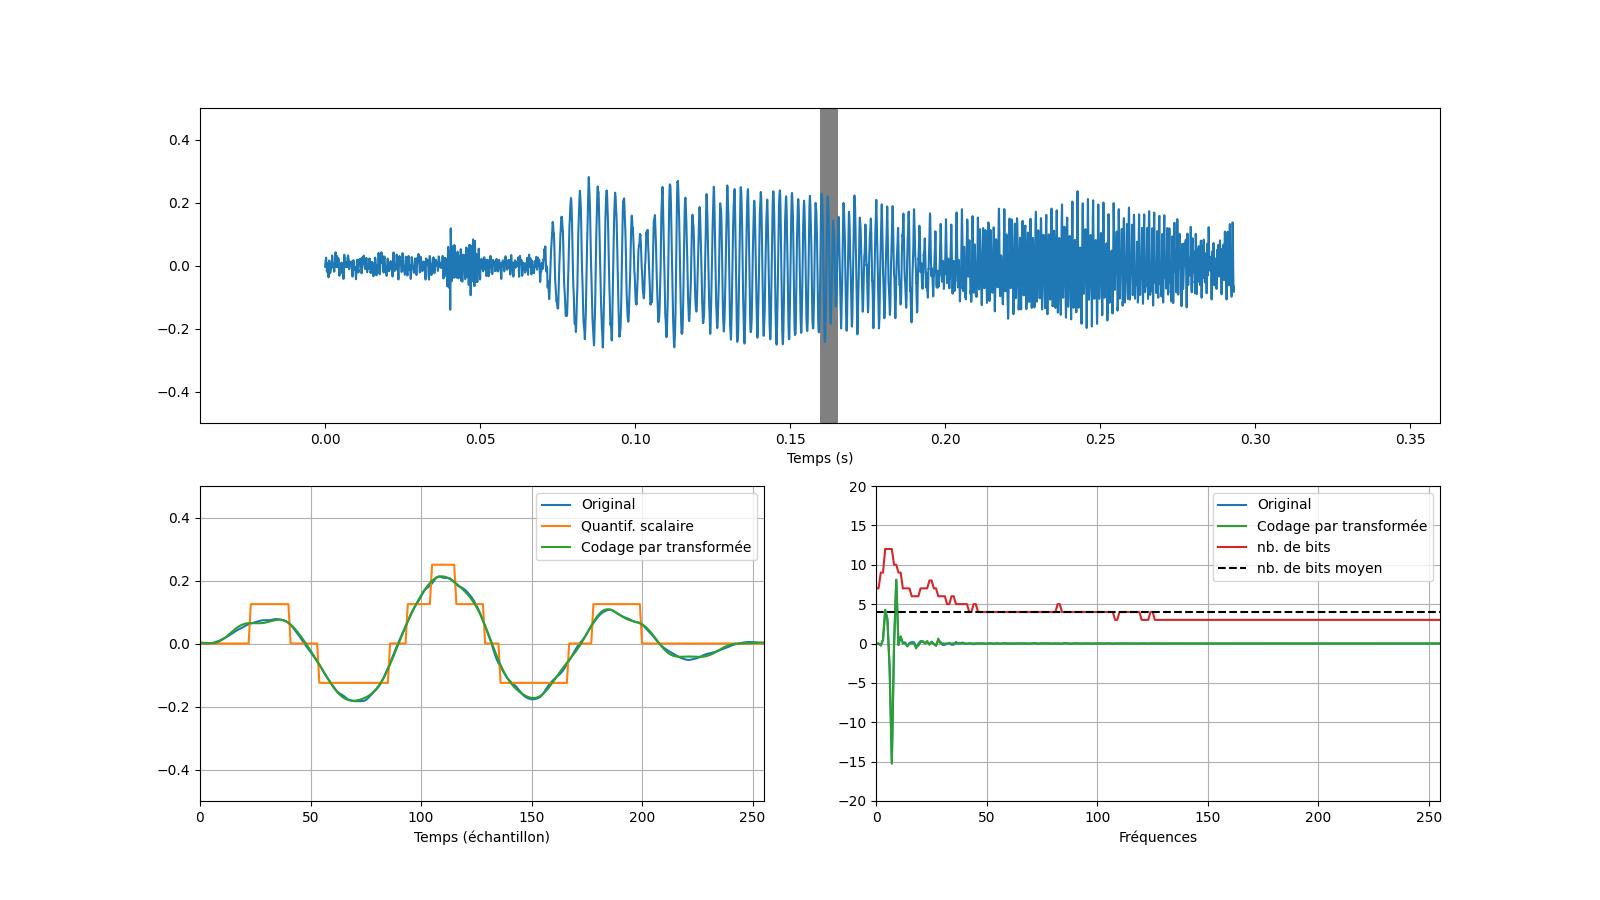 0.4
0.2
0.0
−0.2
−0.4
0.00 0.05 0.10 0.15 0.20 0.25 0.30 0.35
Temps (s)
0.4
0.2
0.0
−0.2
−0.4
0 50 100 150 200 250
Temps (échantillon)
Original
Quantif. scalaire
Codage par transformée
20
15
10
5
0
−5
−10
−15
−20
0 50 100 150 200 250
Fréquences
Original
Codage par transformée
nb. de bits
nb. de bits moyen